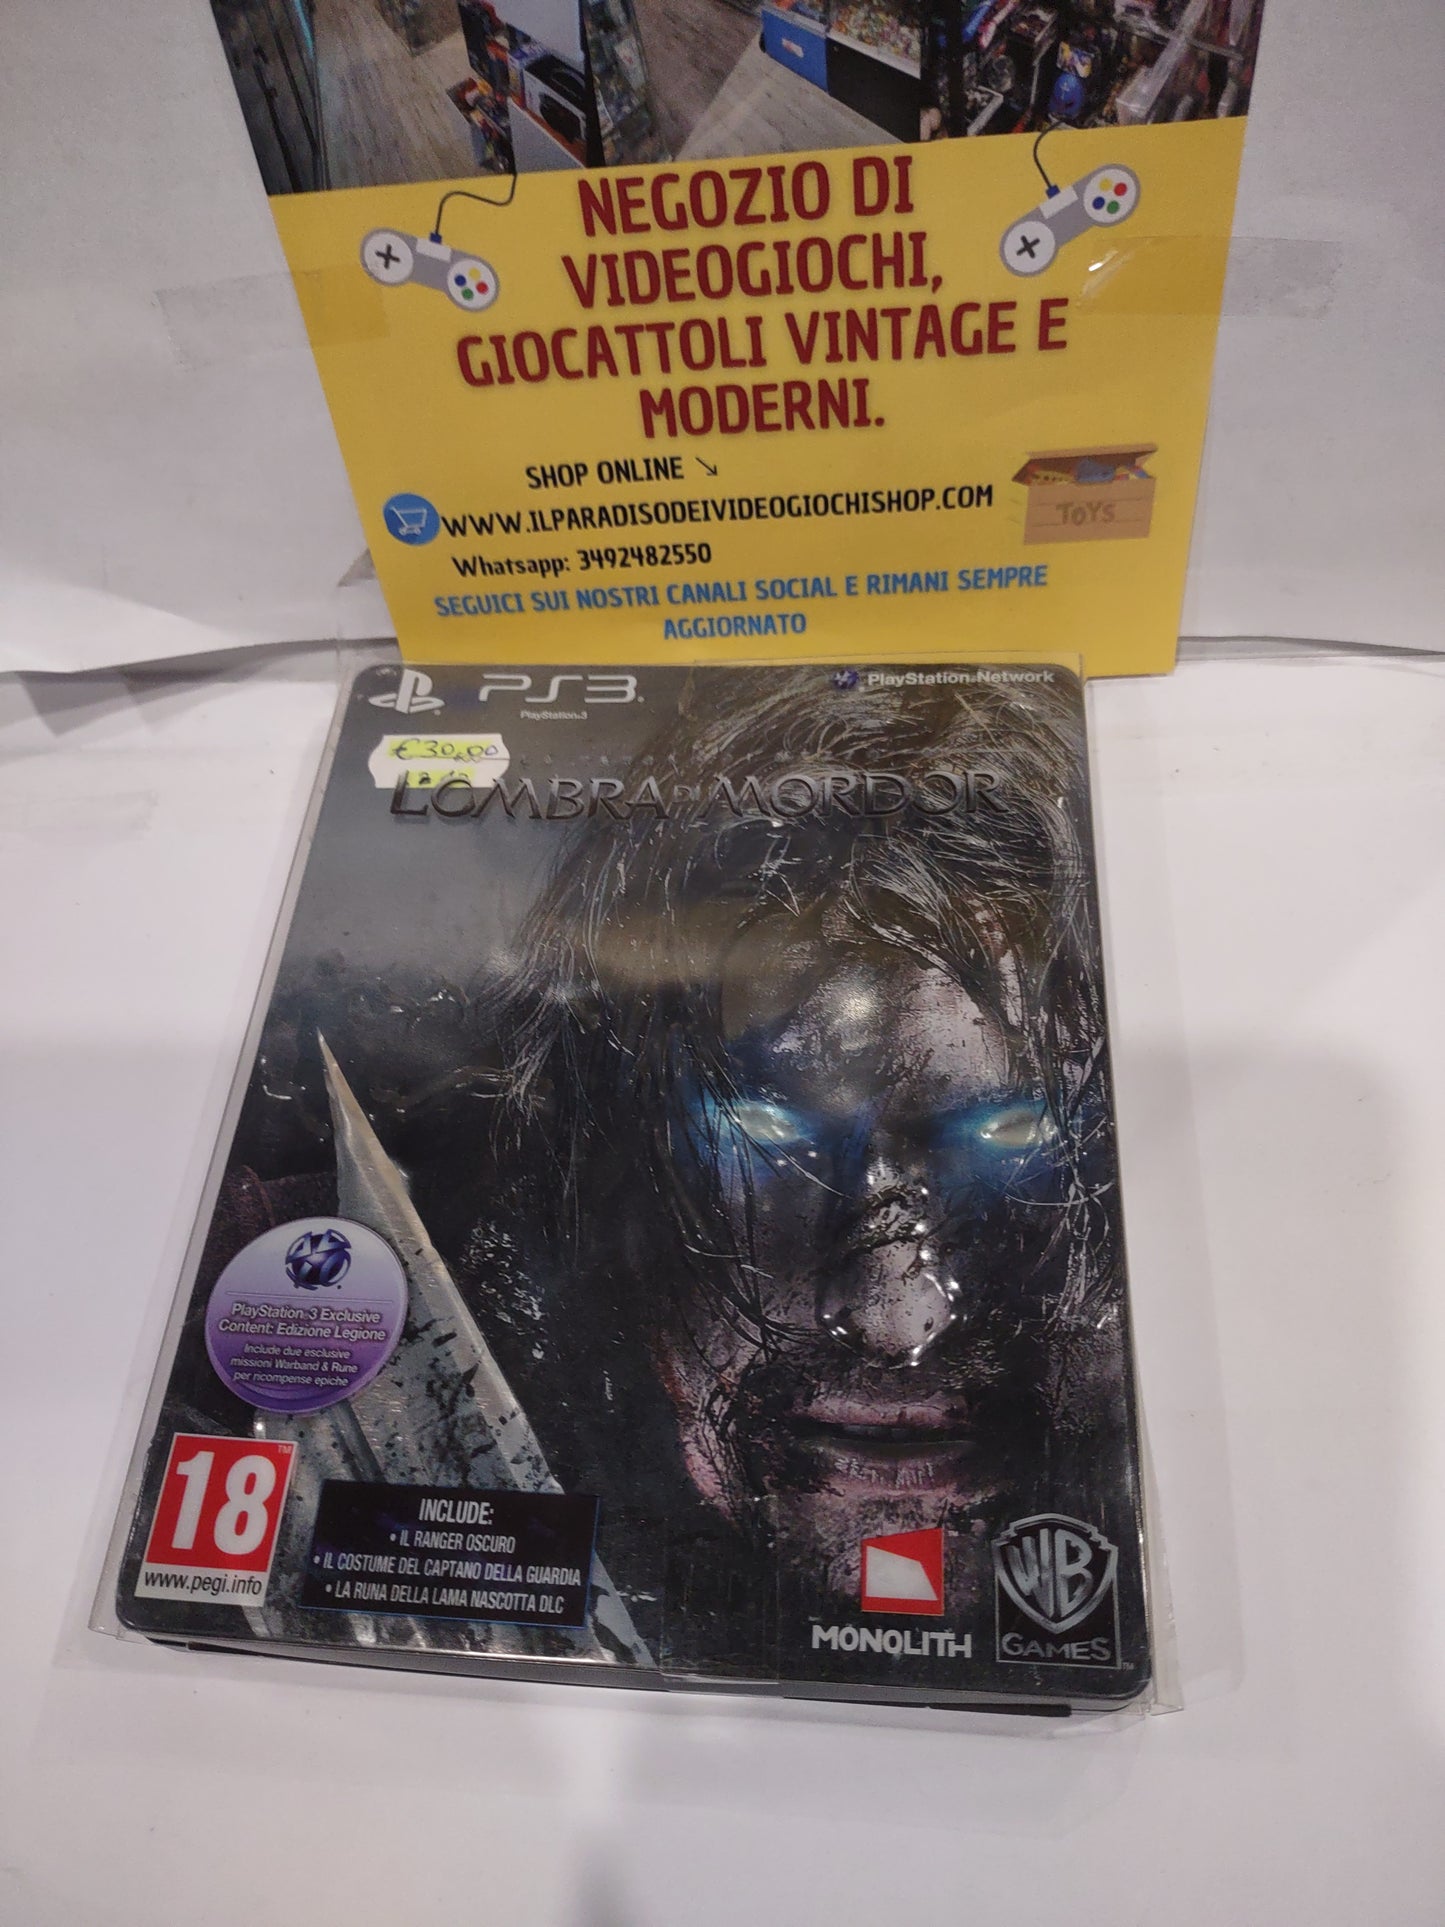 NEGOZIO DI
VIDEOGIOCHI,
GIOCATTOLI VINTAGE E
MODERNI.
SHOP ONLINE ↘
WWW.ILPARADISODEIVIDEOGIOCHISHOP.COM
TOYS
Whatsapp: 3492482550
SEGUICI SUI NOSTRI CANALI SOCIAL E RIMANI SEMPRE
AGGIORNATO
PS3
PlayStation®Network
PlayStation®3
€30,00
L'OMBRA DI MORDOR
PlayStation®3 Exclusive
Content: Edizione Legione
Include due esclusive
missioni Warband & Rune
per ricompense epiche
18™
www.pegi.info
INCLUDE:
• IL RANGER OSCURO
• IL COSTUME DEL CAPTANO DELLA GUARDIA
• LA RUNA DELLA LAMA NASCOTTA DLC
MONOLITH
WB
GAMES™